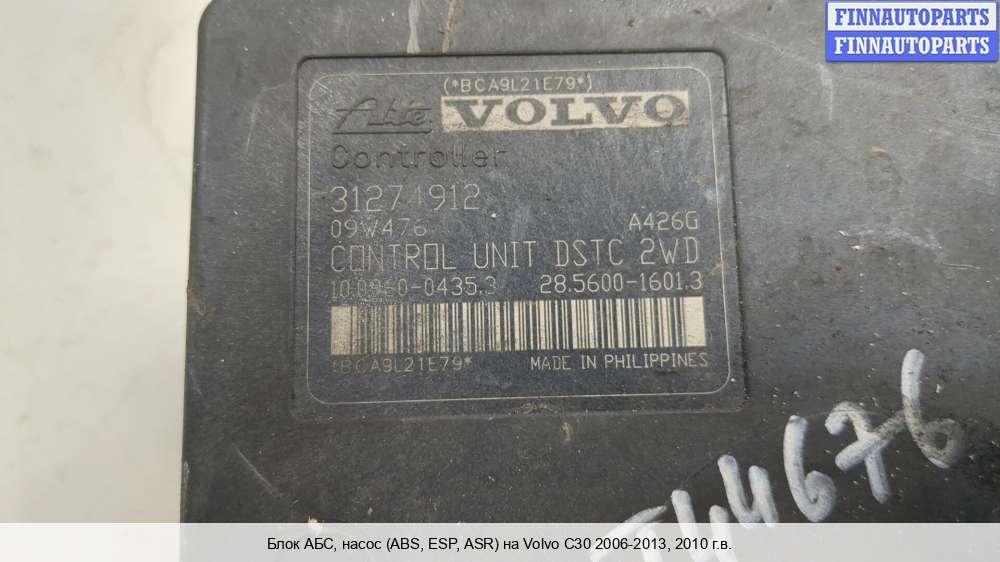 FINNAUTOPARTS
FINNAUTOPARTS
(*BCA9L21E79*)
Ate VOLVO
Controller
31274912
09W476 A426G
CONTROL UNIT DSTC 2WD
10.0960-0435.3 28.5600-1601.3
*BCA9L21E79* MADE IN PHILIPPINES
T44676
Блок АБС, насос (ABS, ESP, ASR) на Volvo C30 2006-2013, 2010 г.в.